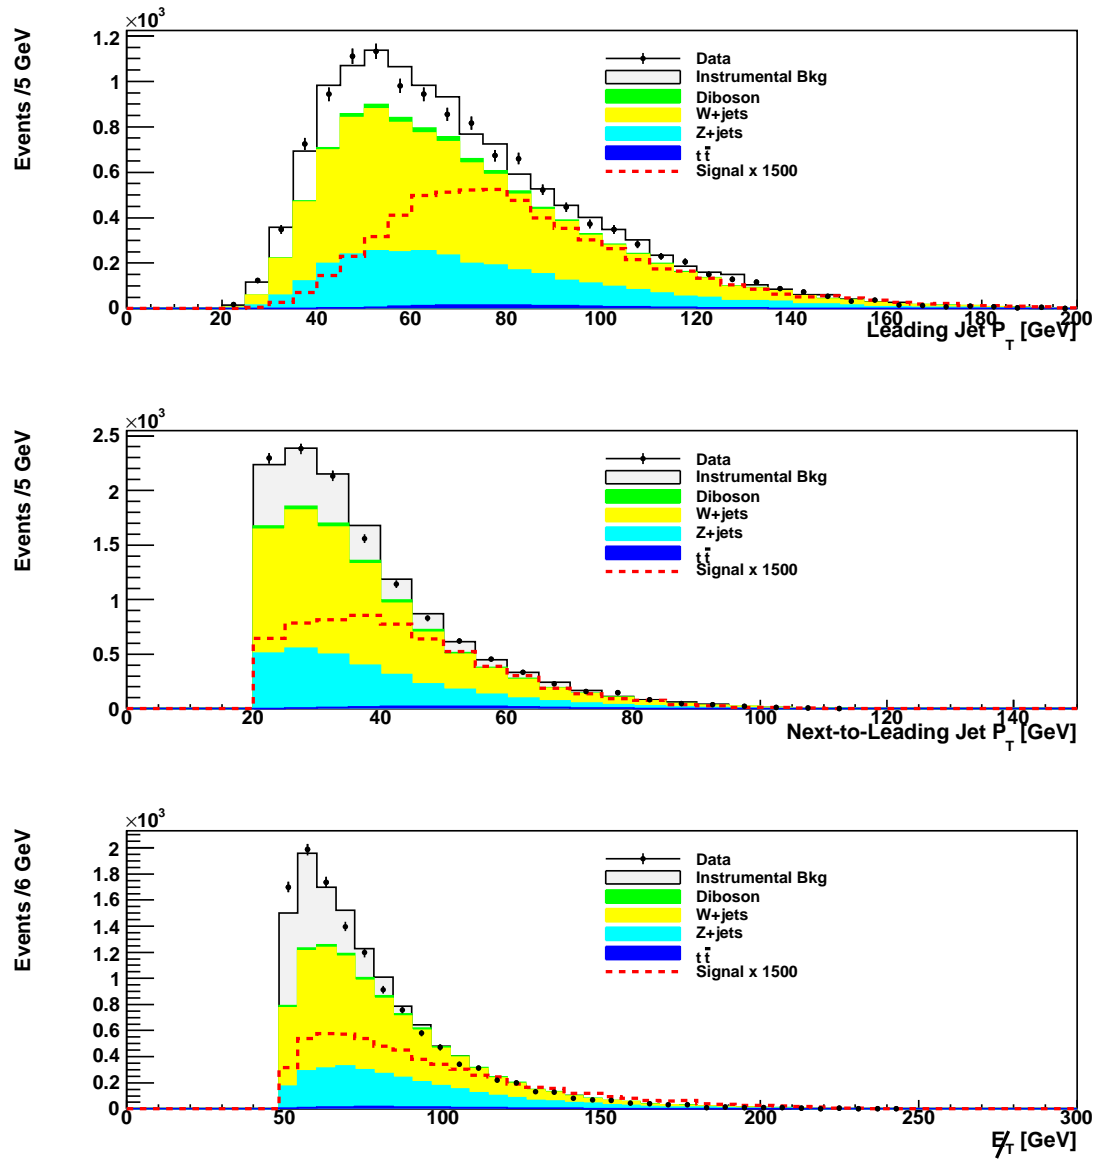 ×10³
Events /5 GeV
1.2
1
0.8
0.6
0.4
0.2
0
Data
Instrumental Bkg
Diboson
W+jets
Z+jets
t t̄
Signal x 1500
0 20 40 60 80 100 120 140 160 180 200
Leading Jet P_T [GeV]
×10³
Events /5 GeV
2.5
2
1.5
1
0.5
0
Data
Instrumental Bkg
Diboson
W+jets
Z+jets
t t̄
Signal x 1500
0 20 40 60 80 100 120 140
Next-to-Leading Jet P_T [GeV]
×10³
Events /6 GeV
2
1.8
1.6
1.4
1.2
1
0.8
0.6
0.4
0.2
0
Data
Instrumental Bkg
Diboson
W+jets
Z+jets
t t̄
Signal x 1500
0 50 100 150 200 250 300
E̸_T [GeV]